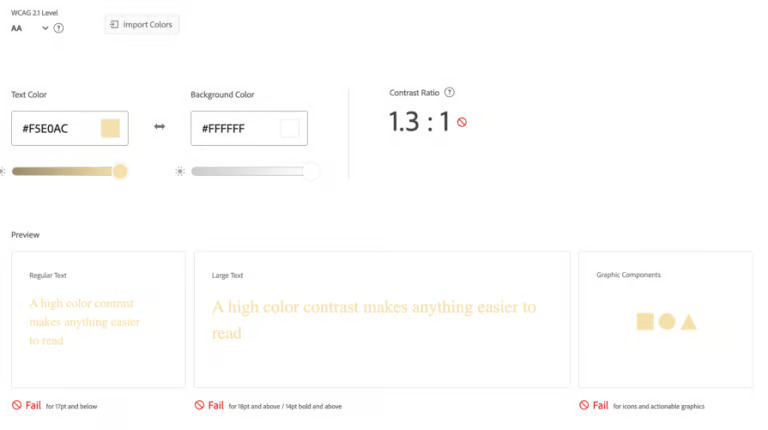 WCAG 2.1 Level
AA
Import Colors
Text Color
Background Color
Contrast Ratio
#F5E0AC
#FFFFFF
1.3 : 1
Preview
Regular Text
A high color contrast
makes anything easier
to read
Large Text
A high color contrast makes anything easier to
read
Graphic Components
Fail for 17pt and below
Fail for 18pt and above / 14pt bold and above
Fail for icons and actionable graphics